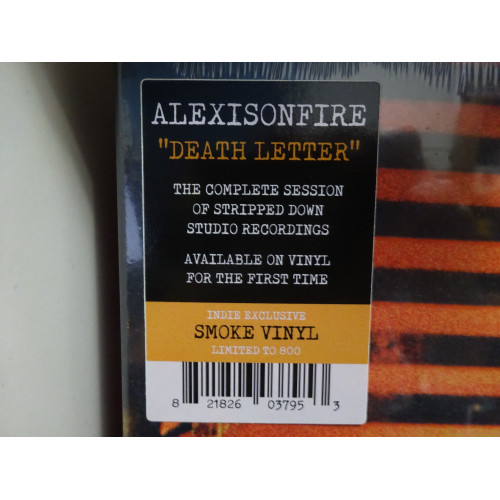 ALEXISONFIRE
"DEATH LETTER"
THE COMPLETE SESSION
OF STRIPPED DOWN
STUDIO RECORDINGS
AVAILABLE ON VINYL
FOR THE FIRST TIME
INDIE EXCLUSIVE
SMOKE VINYL
LIMITED TO 800
8 21826 03795 3